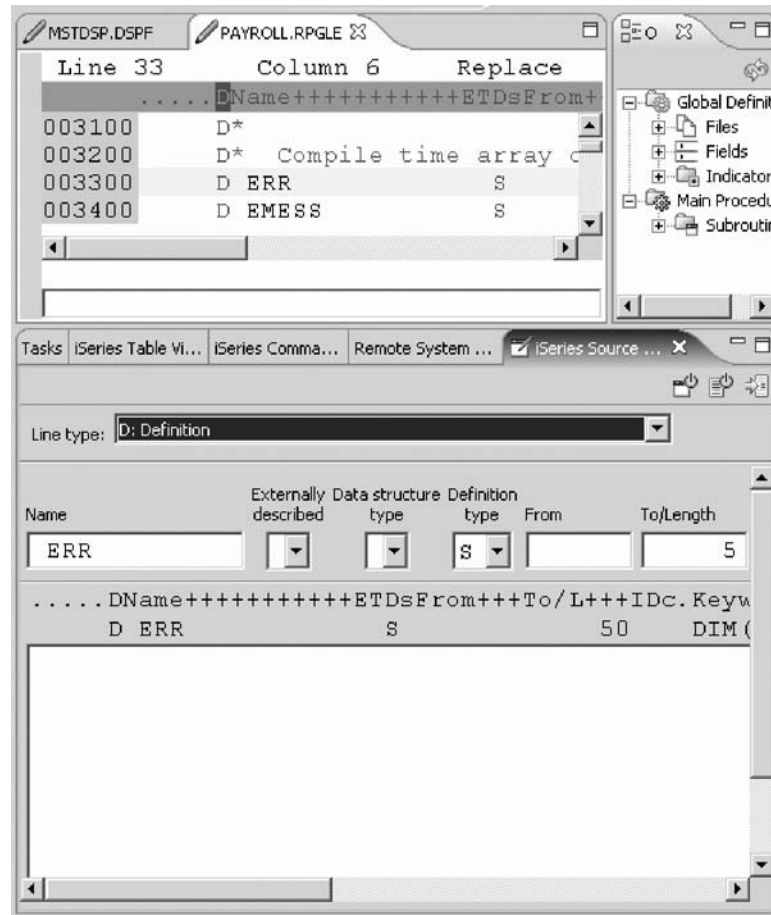 MSTDSP.DSPF PAYROLL.RPGLE O
Line 33 Column 6 Replace
.....DName+++++++++++ETDsFrom+
003100 D*
003200 D* Compile time array
003300 D ERR S
003400 D EMESS S
Global Definit
Files
Fields
Indicator
Main Procedu
Subroutin
Tasks iSeries Table Vi... iSeries Comma... Remote System ... iSeries Source ...
Line type: D: Definition
Name Externally described Data structure type Definition type From To/Length
ERR S 5
.....DName+++++++++++ETDsFrom+++To/L+++IDc.Keyw
D ERR S 50 DIM(